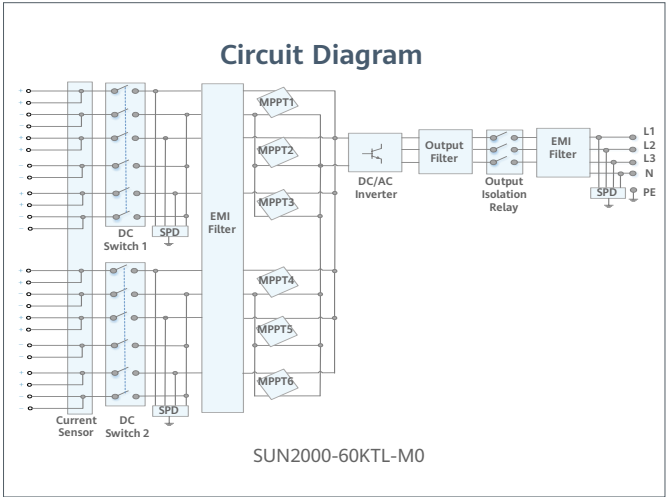 Circuit Diagram
MPPT1
MPPT2
MPPT3
MPPT4
MPPT5
MPPT6
EMI
Filter
DC
Switch 1
SPD
DC
Switch 2
SPD
Current
Sensor
DC/AC
Inverter
Output
Filter
Output
Isolation
Relay
EMI
Filter
SPD
L1
L2
L3
N
PE
SUN2000-60KTL-M0